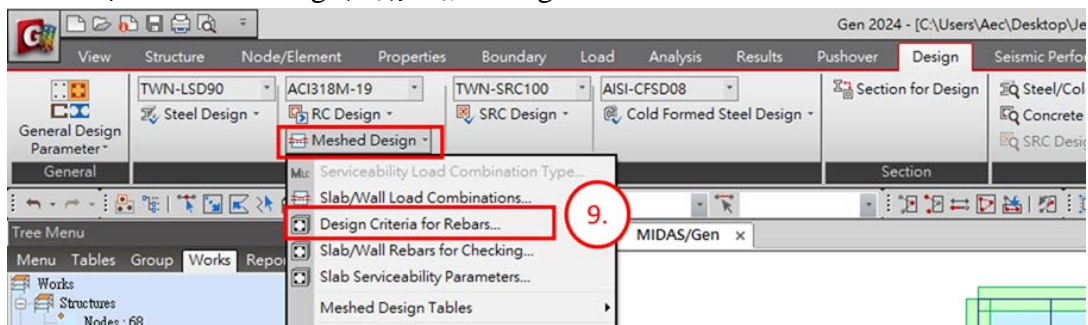 Gen 2024 - [C:\Users\Aec\Desktop\Je
View Structure Node/Element Properties Boundary Load Analysis Results Pushover Design Seismic Perfo
General Design
Parameter
General
TWN-LSD90
Steel Design
ACI318M-19
RC Design
Meshed Design
TWN-SRC100
SRC Design
AISI-CFSD08
Cold Formed Steel Design
Section for Design
Section
Steel/Col
Concrete
SRC Desig
Serviceability Load Combination Type...
Slab/Wall Load Combinations...
Design Criteria for Rebars...
Slab/Wall Rebars for Checking...
Slab Serviceability Parameters...
Meshed Design Tables
9.
MIDAS/Gen
Tree Menu
Menu Tables Group Works Repo
Works
Structures
Nodes : 68